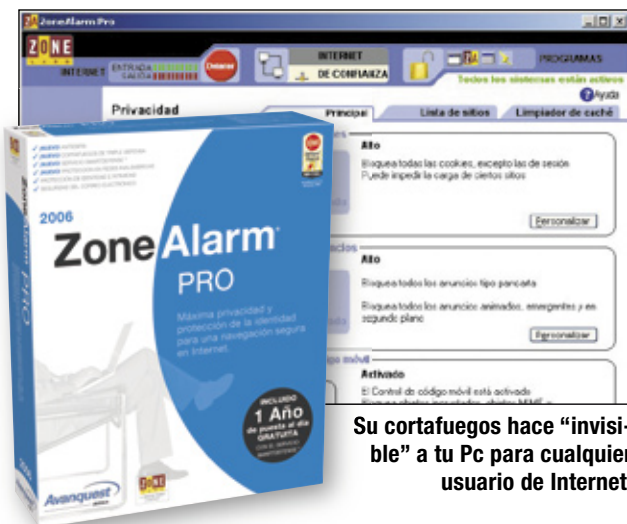 ZoneAlarm Pro
ZONE
LABS
INTERNET
ENTRADA
SALIDA
Detener
INTERNET
DE CONFIANZA
PROGRAMAS
Todos los sistemas están activos
Ayuda
Privacidad
Principal
Lista de sitios
Limpiador de caché
Alto
Bloquea todas las cookies, excepto las de sesión
Puede impedir la carga de ciertos sitios
Personalizar
Alto
Bloquea todos los anuncios tipo pancarta
Bloquea todos los anuncios animados, emergentes y en
segundo plano
Personalizar
Activado
El Control de código móvil está activado
2006
ZoneAlarm
PRO
Máxima privacidad y
protección de la identidad
para una navegación segura
en Internet.
INCLUIDO
1 Año
de puesta al día
GRATUITA
2006
ZoneAlarm PRO
Avanquest
ZONE
Su cortafuegos hace “invisi-
ble” a tu Pc para cualquier
usuario de Internet